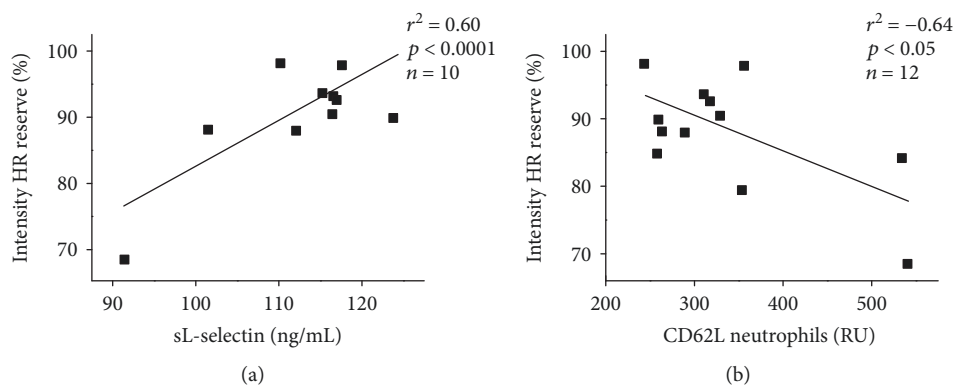 r² = 0.60
p < 0.0001
n = 10
100
90
80
70
Intensity HR reserve (%)
90
100
110
120
sL-selectin (ng/mL)
(a)
r² = −0.64
p < 0.05
n = 12
100
90
80
70
Intensity HR reserve (%)
200
300
400
500
CD62L neutrophils (RU)
(b)